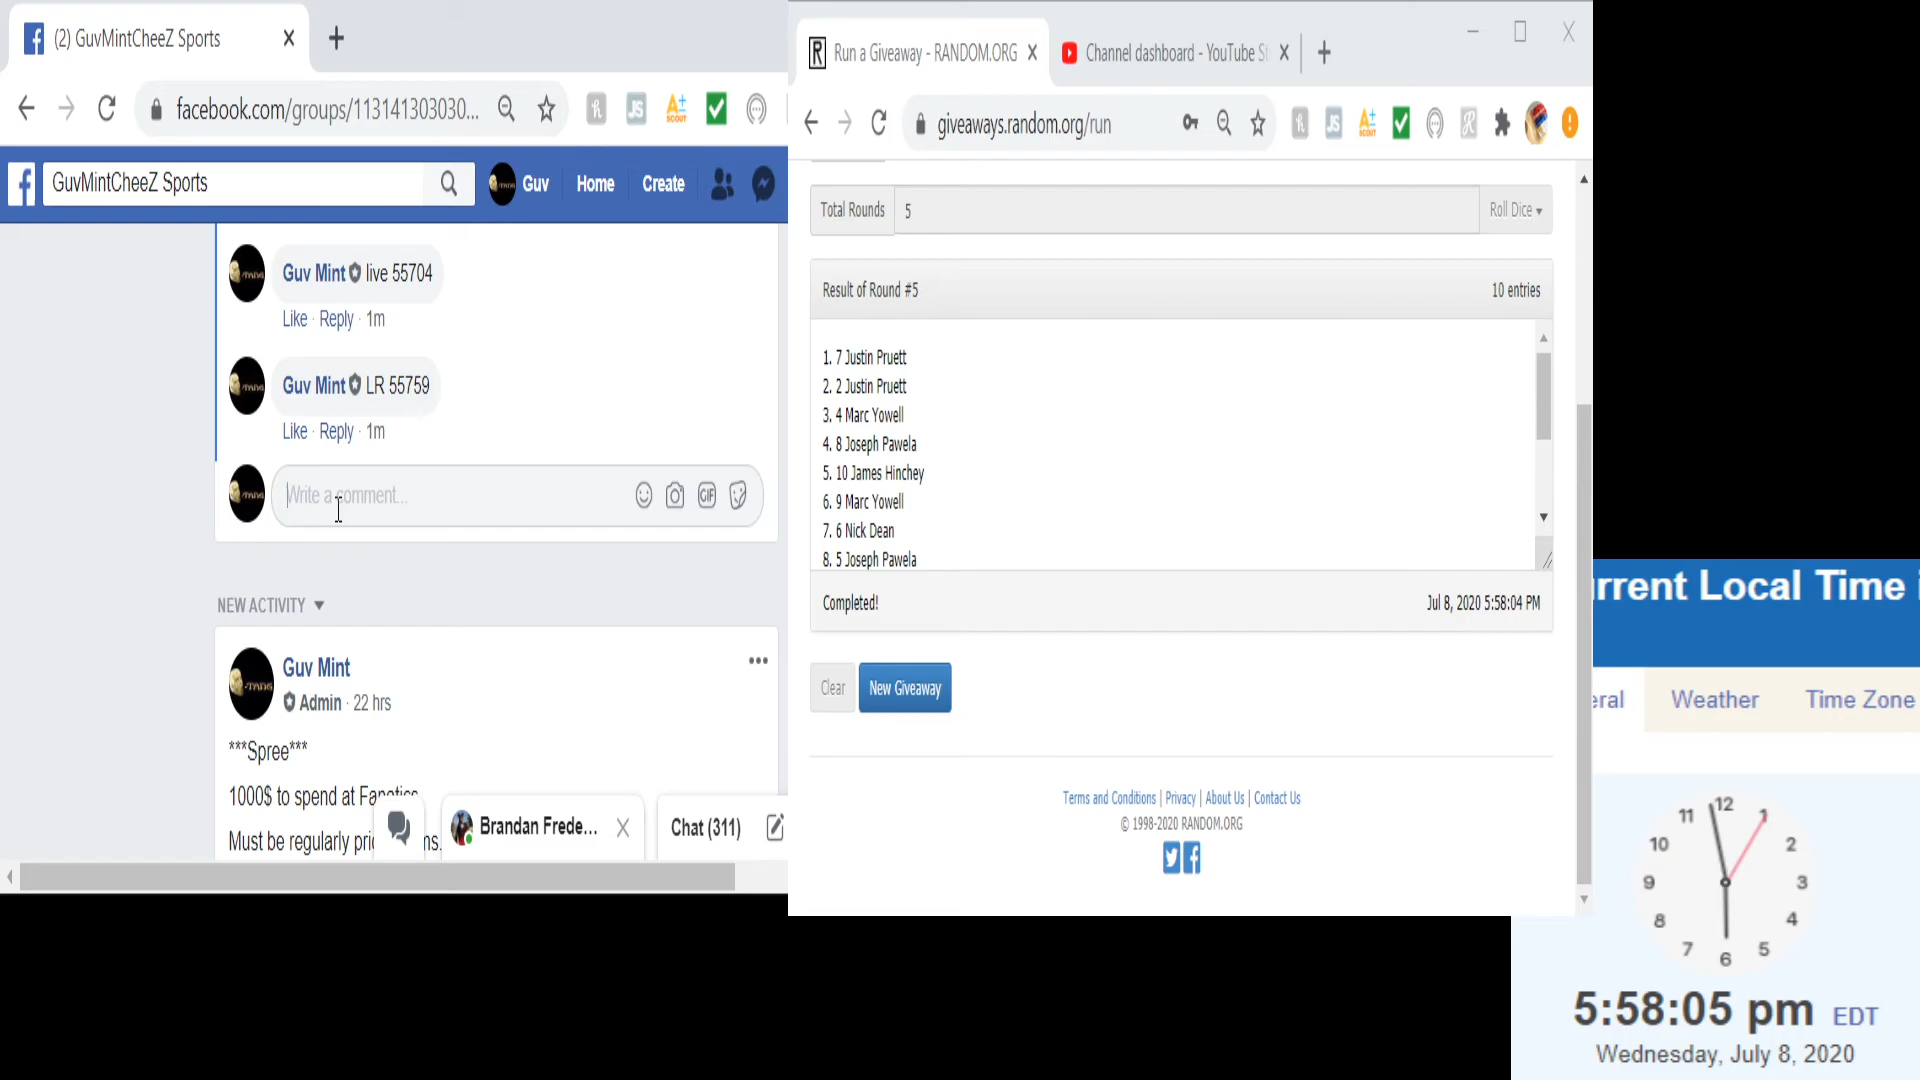 (2) GuvMintCheeZ Sports
facebook.com/groups/113141303030...
GuvMintCheeZ Sports
Guv
Home
Create
Guv Mint live 55704
Like · Reply · 1m
Guv Mint LR 55759
Like · Reply · 1m
Write a comment...
GIF
NEW ACTIVITY
Guv Mint
Admin · 22 hrs
***Spree***
1000$ to spend at Fanatics
Must be regularly
Brandan Frede...
Chat (311)
Run a Giveaway - RANDOM.ORG
Channel dashboard - YouTube St
giveaways.random.org/run
Total Rounds
5
Roll Dice
Result of Round #5
10 entries
1. 7 Justin Pruett
2. 2 Justin Pruett
3. 4 Marc Yowell
4. 8 Joseph Pawela
5. 10 James Hinchey
6. 9 Marc Yowell
7. 6 Nick Dean
8. 5 Joseph Pawela
Completed!
Jul 8, 2020 5:58:04 PM
Clear
New Giveaway
Terms and Conditions | Privacy | About Us | Contact Us
© 1998-2020 RANDOM.ORG
rrent Local Time i
eral
Weather
Time Zone
12
1
2
3
4
5
6
7
8
9
10
11
5:58:05 pm EDT
Wednesday, July 8, 2020